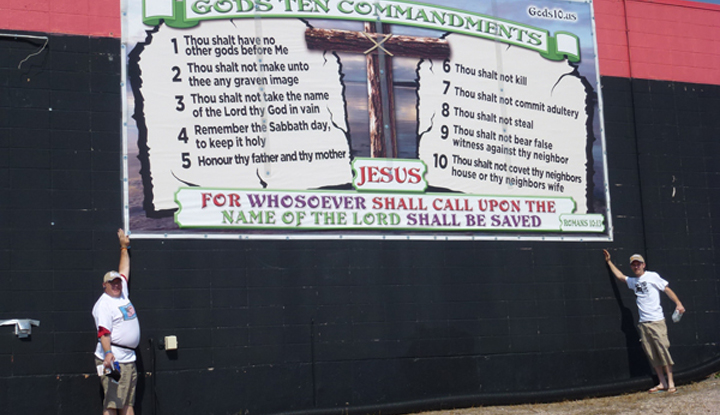 GODS TEN COMMANDMENTS
Gods10.us
1 Thou shalt have no
other gods before Me
2 Thou shalt not make unto
thee any graven image
3 Thou shalt not take the name
of the Lord thy God in vain
4 Remember the Sabbath day,
to keep it holy
5 Honour thy father and thy mother
6 Thou shalt not kill
7 Thou shalt not commit adultery
8 Thou shalt not steal
9 Thou shalt not bear false
witness against thy neighbor
10 Thou shalt not covet thy neighbors
house or thy neighbors wife
JESUS
FOR WHOSOEVER SHALL CALL UPON THE
NAME OF THE LORD SHALL BE SAVED
ROMANS 10:13